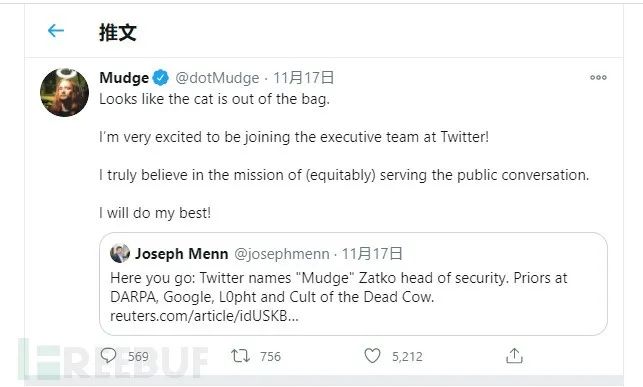 推文
Mudge @dotMudge · 11月17日
Looks like the cat is out of the bag.
I'm very excited to be joining the executive team at Twitter!
I truly believe in the mission of (equitably) serving the public conversation.
I will do my best!
Joseph Menn @josephmenn · 11月17日
Here you go: Twitter names "Mudge" Zatko head of security. Priors at
DARPA, Google, L0pht and Cult of the Dead Cow.
reuters.com/article/idUSKB...
569 756 5,212
FREEBUF